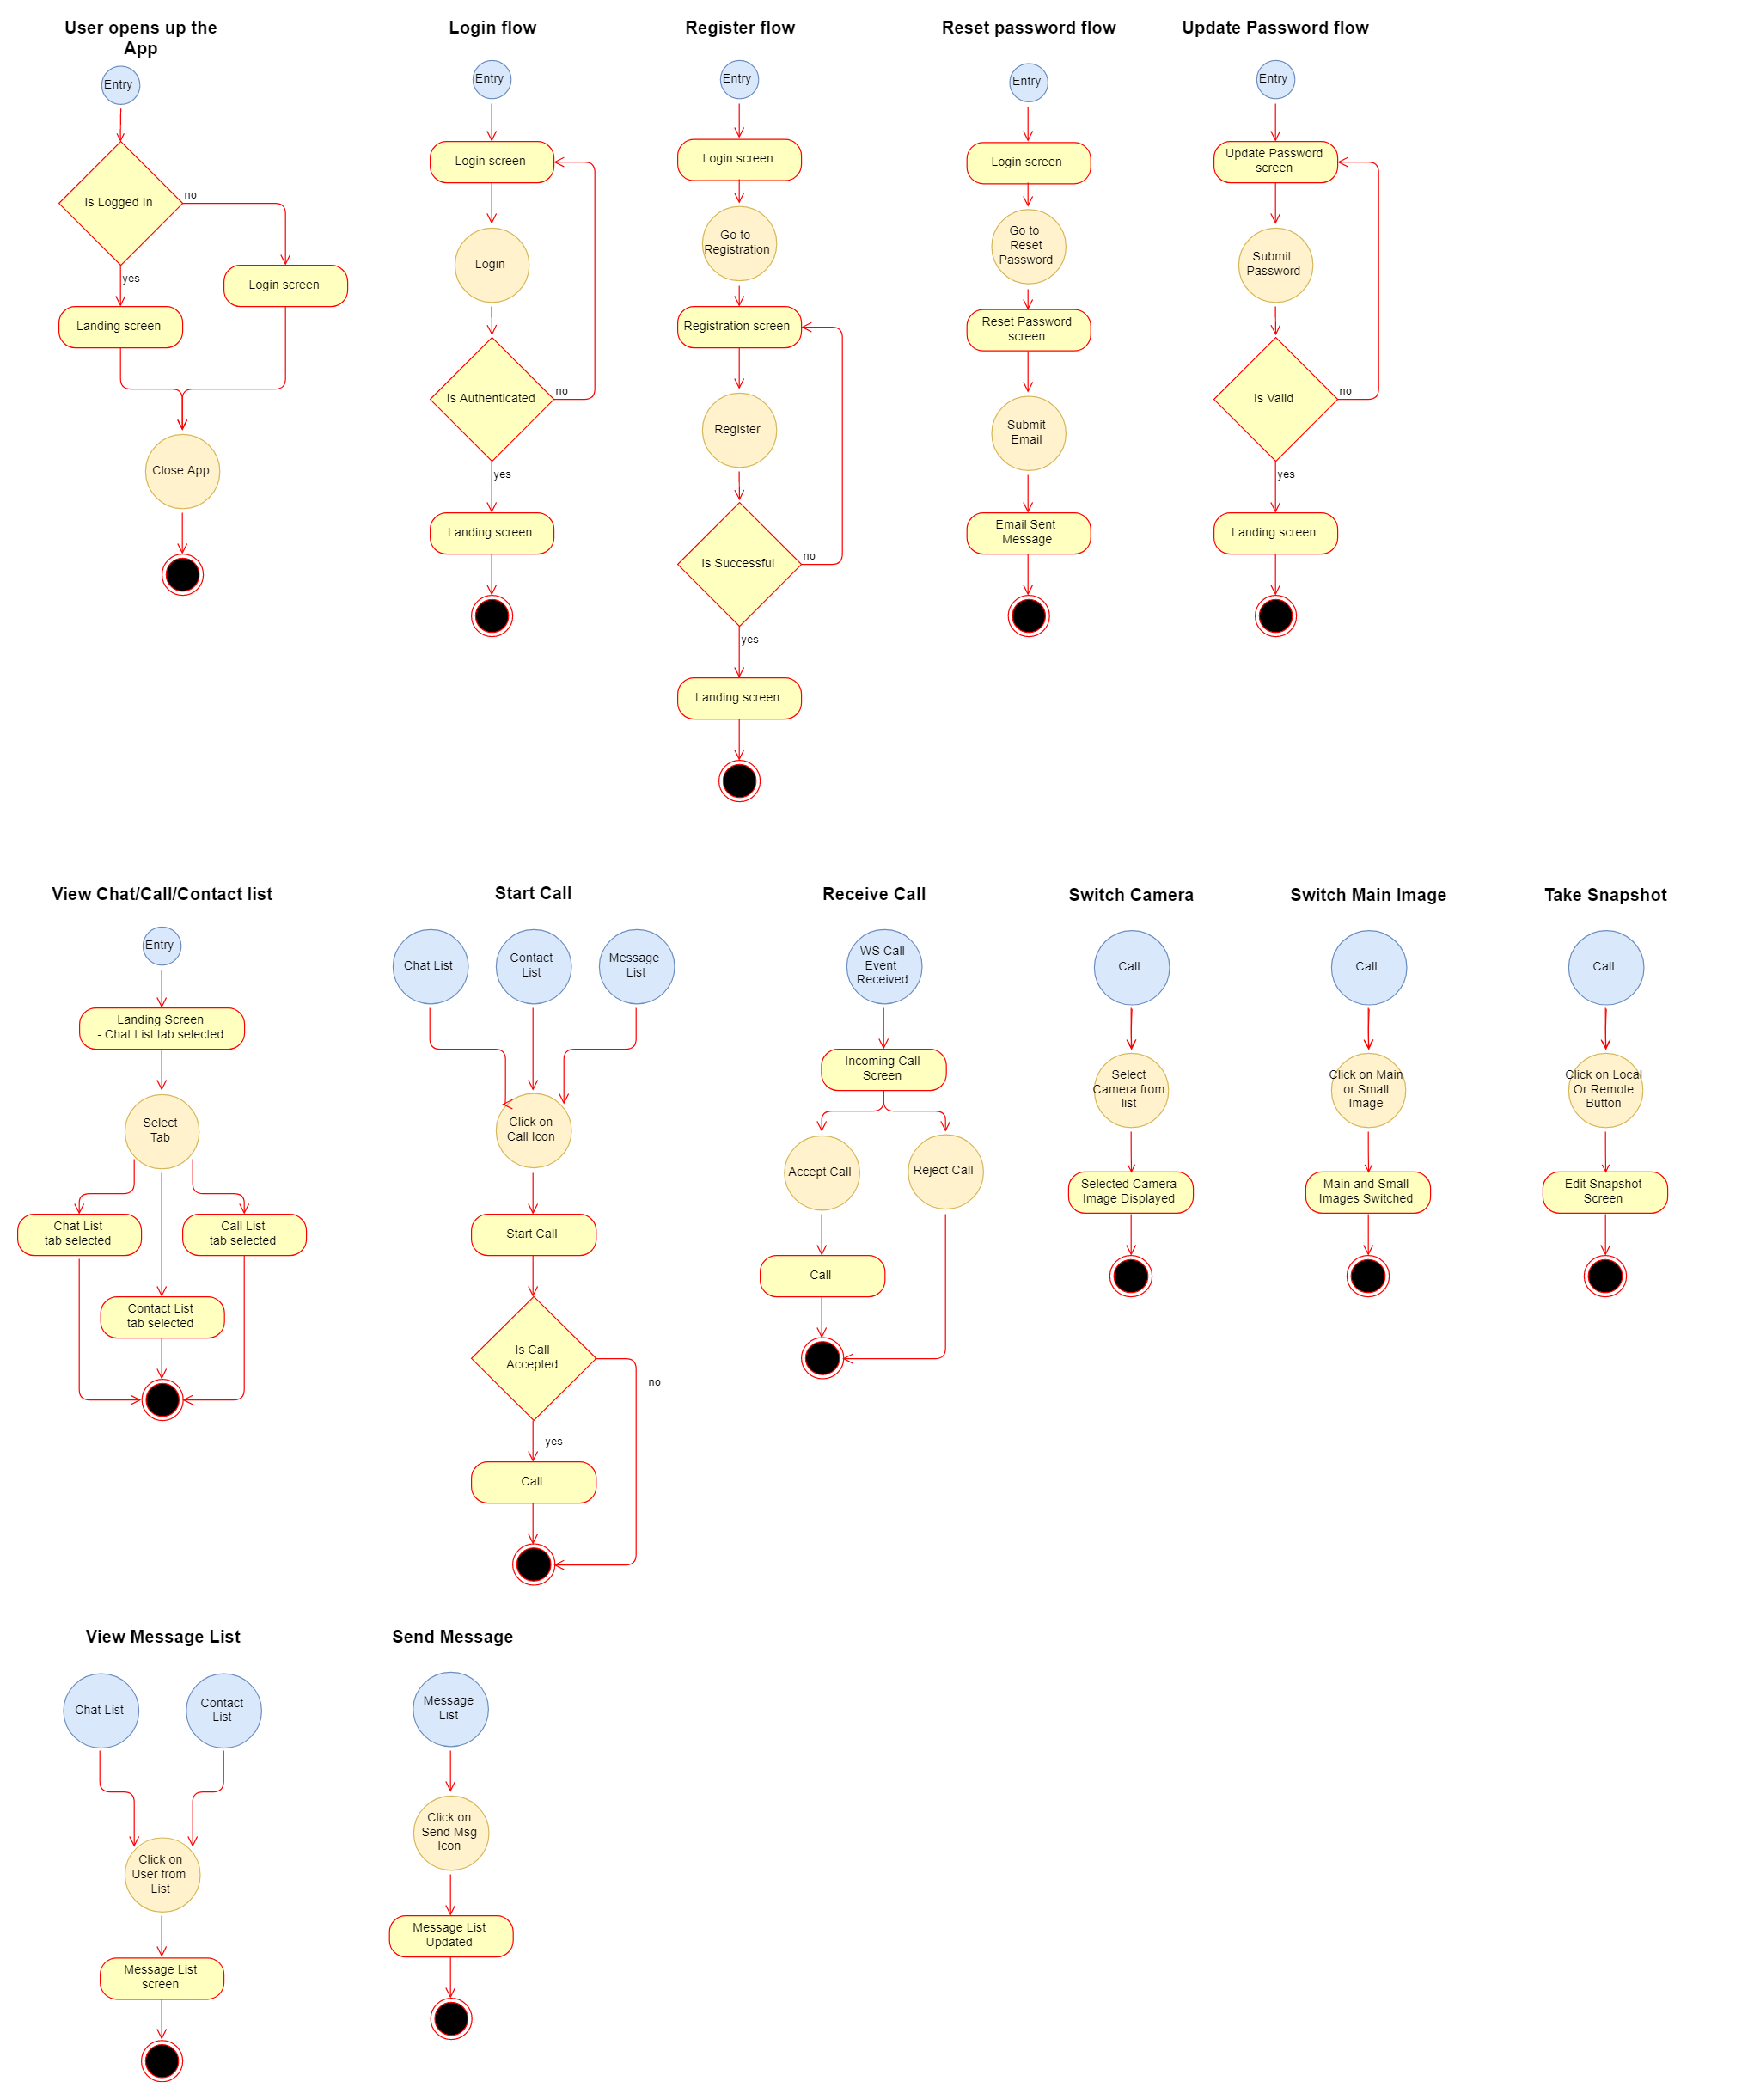 User opens up the
App
Entry
Is Logged In
no
yes
Login screen
Landing screen
Close App
Login flow
Entry
Login screen
Login
Is Authenticated
no
yes
Landing screen
Register flow
Entry
Login screen
Go to
Registration
Registration screen
Register
Is Successful
no
yes
Landing screen
Reset password flow
Entry
Login screen
Go to
Reset
Password
Reset Password
screen
Submit
Email
Email Sent
Message
Update Password flow
Entry
Update Password
screen
Submit
Password
Is Valid
no
yes
Landing screen
View Chat/Call/Contact list
Entry
Landing Screen
- Chat List tab selected
Select
Tab
Chat List
tab selected
Call List
tab selected
Contact List
tab selected
Start Call
Chat List
Contact
List
Message
List
Click on
Call Icon
Start Call
Is Call
Accepted
no
yes
Call
Receive Call
WS Call
Event
Received
Incoming Call
Screen
Accept Call
Reject Call
Call
Switch Camera
Call
Select
Camera from
list
Selected Camera
Image Displayed
Switch Main Image
Call
Click on Main
or Small
Image
Main and Small
Images Switched
Take Snapshot
Call
Click on Local
Or Remote
Button
Edit Snapshot
Screen
View Message List
Chat List
Contact
List
Click on
User from
List
Message List
screen
Send Message
Message
List
Click on
Send Msg
Icon
Message List
Updated